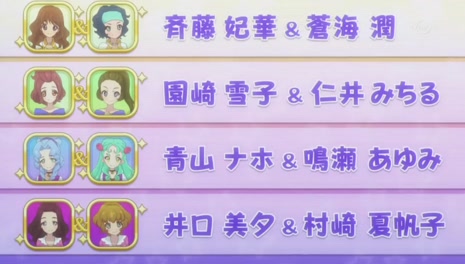 斉藤 妃華 & 蒼海 潤
園崎 雪子 & 仁井 みちる
青山 ナホ & 鳴瀬 あゆみ
井口 美夕 & 村崎 夏帆子